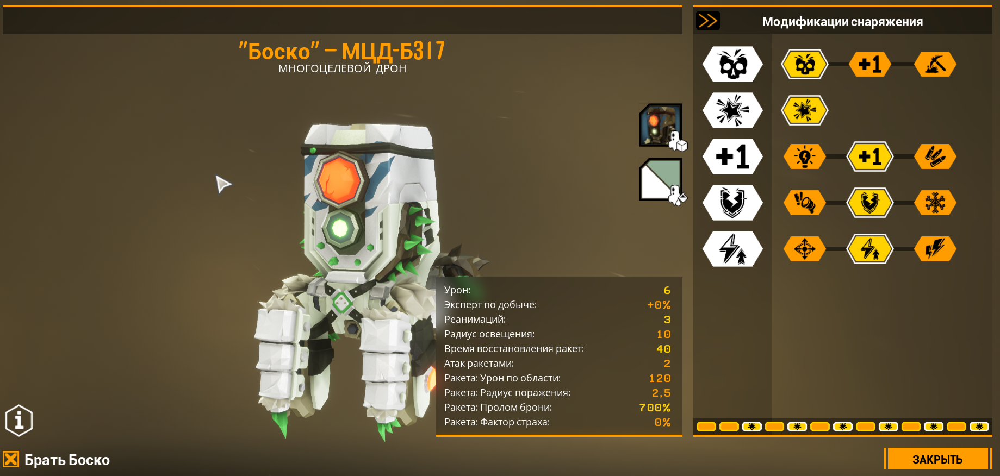 Модификации снаряжения
"Боско" – МЦД-Б317
МНОГОЦЕЛЕВОЙ ДРОН
+1
+1
+1
Урон: 6
Эксперт по добыче: +0%
Реанимаций: 3
Радиус освещения: 10
Время восстановления ракет: 40
Атак ракетами: 2
Ракета: Урон по области: 120
Ракета: Радиус поражения: 2,5
Ракета: Пролом брони: 700%
Ракета: Фактор страха: 0%
Брать Боско
ЗАКРЫТЬ